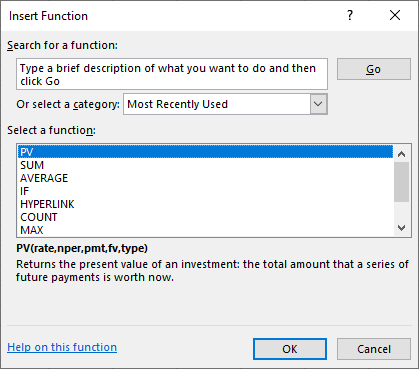 Insert Function
?
Search for a function:
Type a brief description of what you want to do and then
click Go
Go
Or select a category:
Most Recently Used
Select a function:
PV
SUM
AVERAGE
IF
HYPERLINK
COUNT
MAX
PV(rate,nper,pmt,fv,type)
Returns the present value of an investment: the total amount that a series of
future payments is worth now.
Help on this function
OK
Cancel